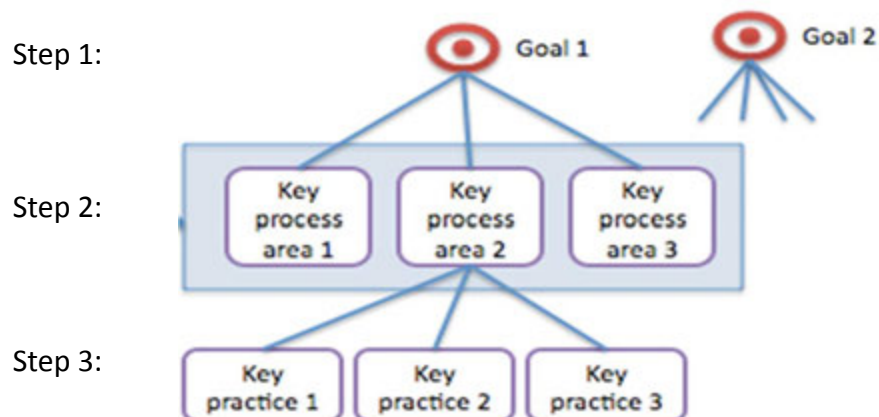 Step 1:
Goal 1
Goal 2
Step 2:
Key
process
area 1
Key
process
area 2
Key
process
area 3
Step 3:
Key
practice 1
Key
practice 2
Key
practice 3